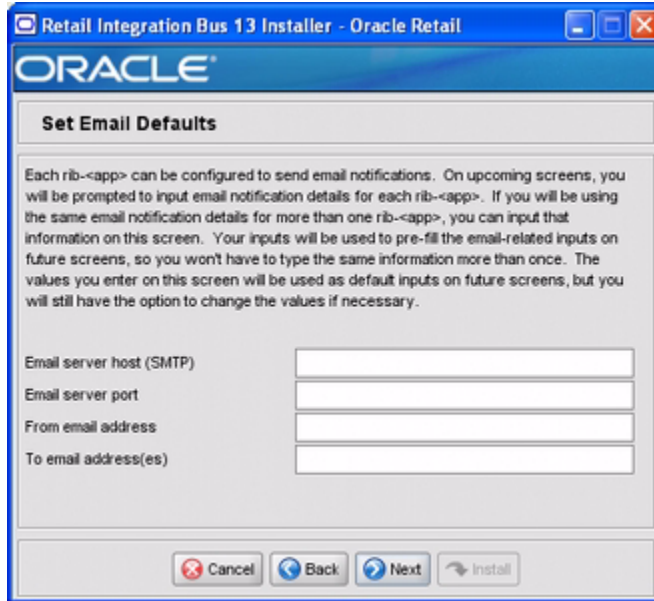 Retail Integration Bus 13 Installer - Oracle Retail
ORACLE®
Set Email Defaults
Each rib-<app> can be configured to send email notifications. On upcoming screens, you
will be prompted to input email notification details for each rib-<app>. If you will be using
the same email notification details for more than one rib-<app>, you can input that
information on this screen. Your inputs will be used to pre-fill the email-related inputs on
future screens, so you won't have to type the same information more than once. The
values you enter on this screen will be used as default inputs on future screens, but you
will still have the option to change the values if necessary.
Email server host (SMTP)
Email server port
From email address
To email address(es)
Cancel Back Next Install